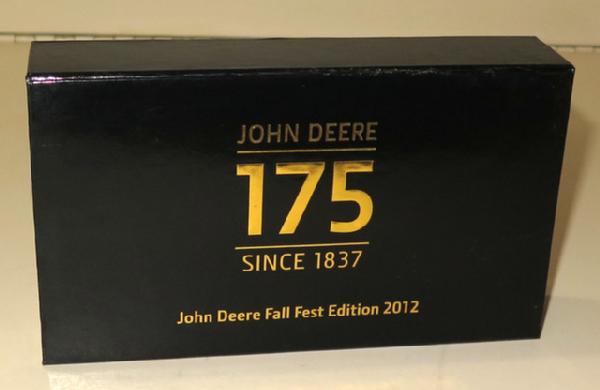 JOHN DEERE
175
SINCE 1837
John Deere Fall Fest Edition 2012